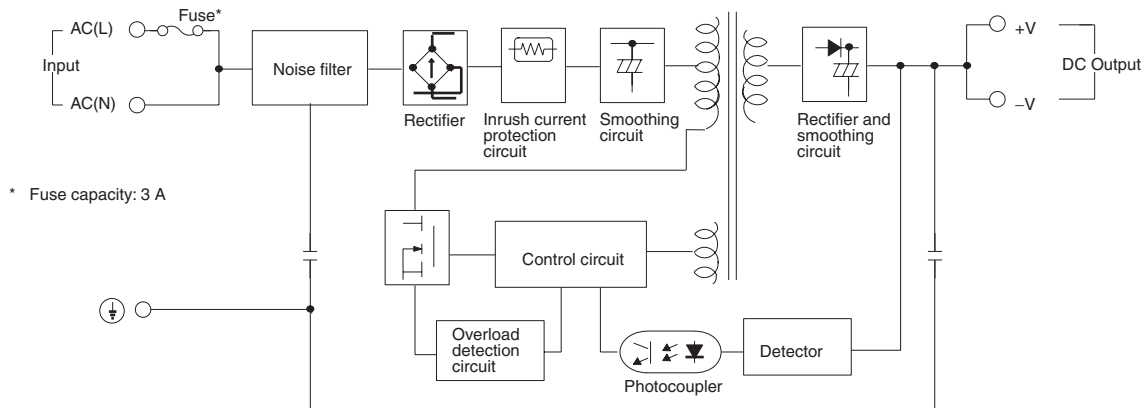 Fuse*
AC(L)
Input
AC(N)
Noise filter
Rectifier
Inrush current
protection
circuit
Smoothing
circuit
Rectifier and
smoothing
circuit
+V
DC Output
–V
* Fuse capacity: 3 A
Control circuit
Overload
detection
circuit
Photocoupler
Detector